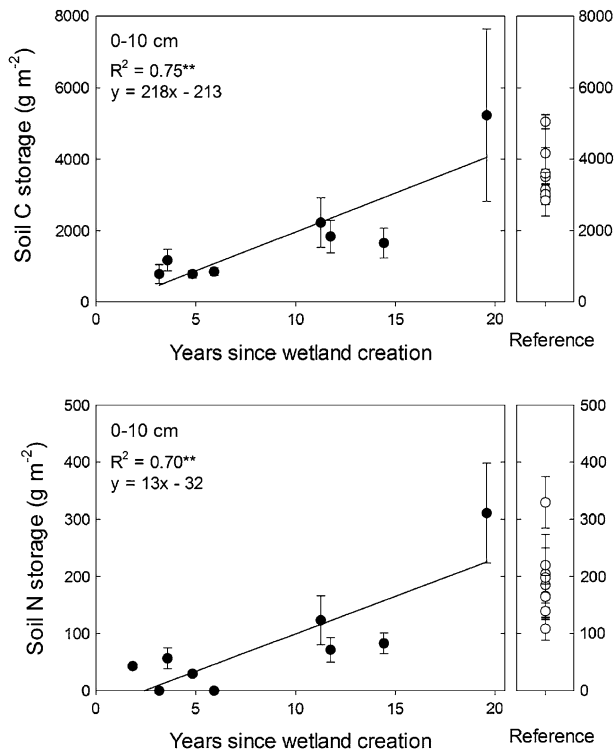 8000
6000
4000
2000
0
Soil C storage (g m-2)
0-10 cm
R2 = 0.75**
y = 218x - 213
0 5 10 15 20
Years since wetland creation
8000
6000
4000
2000
0
Reference
500
400
300
200
100
0
Soil N storage (g m-2)
0-10 cm
R2 = 0.70**
y = 13x - 32
0 5 10 15 20
Years since wetland creation
500
400
300
200
100
0
Reference